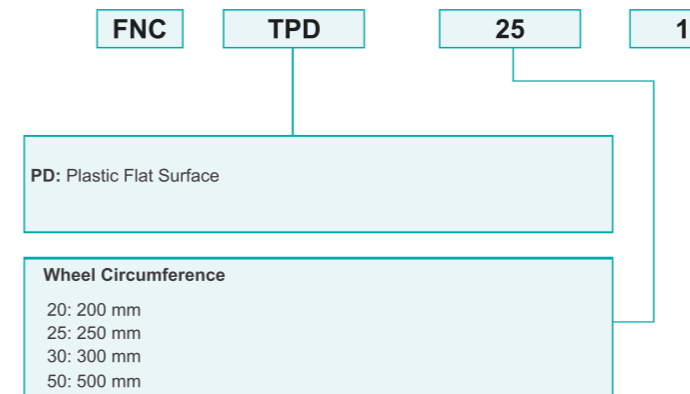 FNC TPD 25 1
PD: Plastic Flat Surface
Wheel Circumference
20: 200 mm
25: 250 mm
30: 300 mm
50: 500 mm